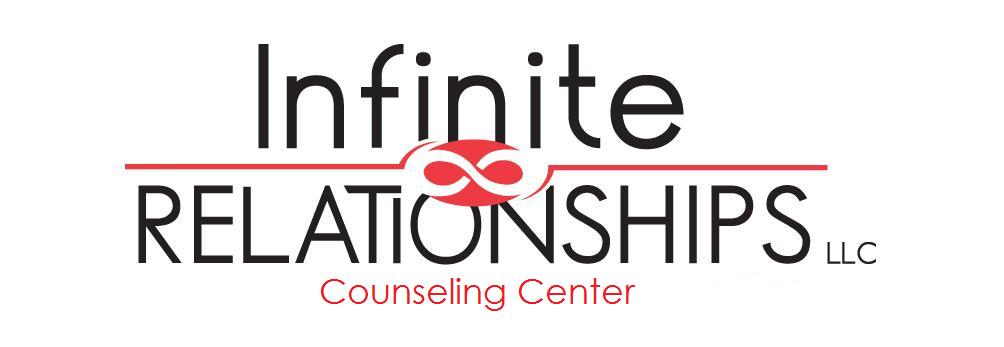 Infinite
RELATiONSHIPS LLC
Counseling Center